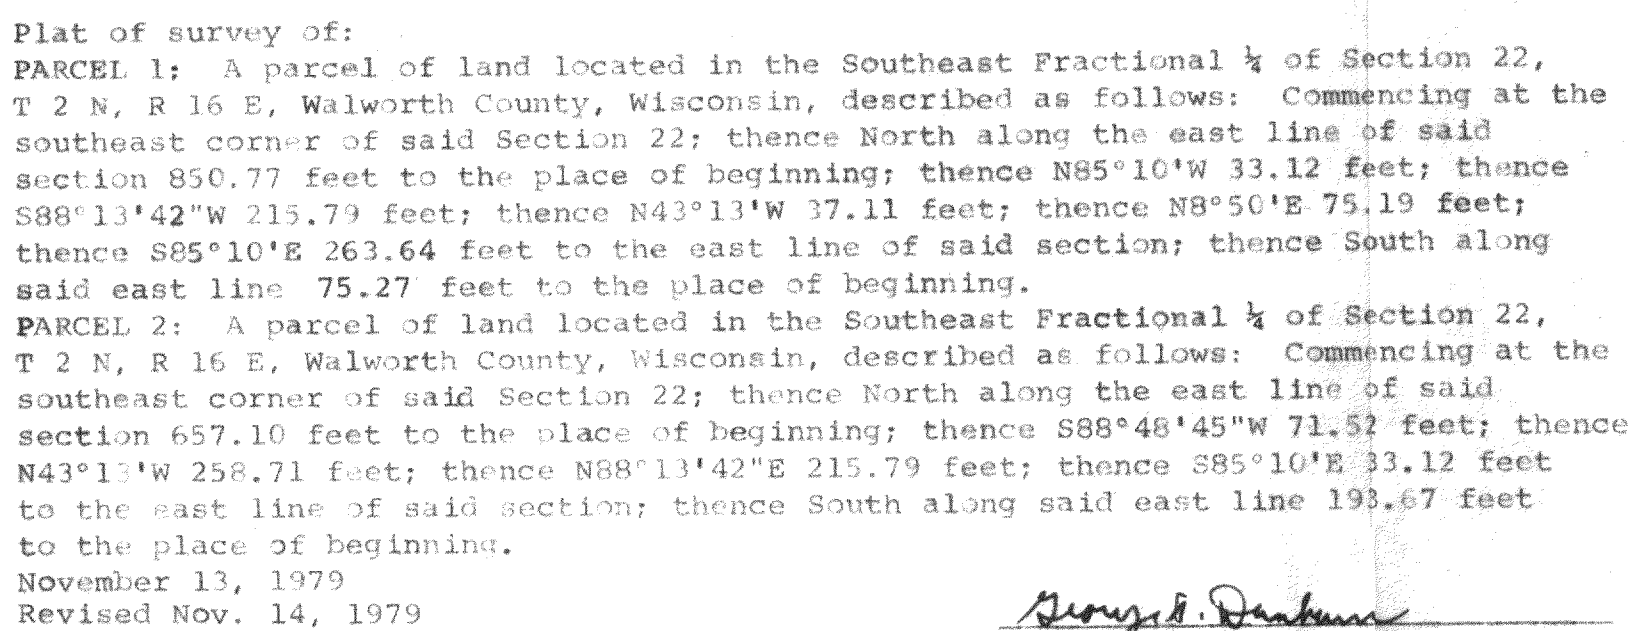 Plat of survey of:
PARCEL 1:  A parcel of land located in the Southeast Fractional ¼ of Section 22,
T 2 N, R 16 E, Walworth County, Wisconsin, described as follows:  Commencing at the
southeast corner of said Section 22; thence North along the east line of said
section 850.77 feet to the place of beginning; thence N85°10'W 33.12 feet; thence
S88°13'42"W 215.79 feet; thence N43°13'W 37.11 feet; thence N8°50'E 75.19 feet;
thence S85°10'E 263.64 feet to the east line of said section; thence South along
said east line  75.27 feet to the place of beginning.
PARCEL 2:  A parcel of land located in the Southeast Fractional ¼ of Section 22,
T 2 N, R 16 E, Walworth County, Wisconsin, described as follows:  Commencing at the
southeast corner of said Section 22; thence North along the east line of said
section 657.10 feet to the place of beginning; thence S88°48'45"W 71.52 feet; thence
N43°13'W 258.71 feet; thence N88°13'42"E 215.79 feet; thence S85°10'E 33.12 feet
to the east line of said section; thence South along said east line 193.67 feet
to the place of beginning.
November 13, 1979
Revised Nov. 14, 1979